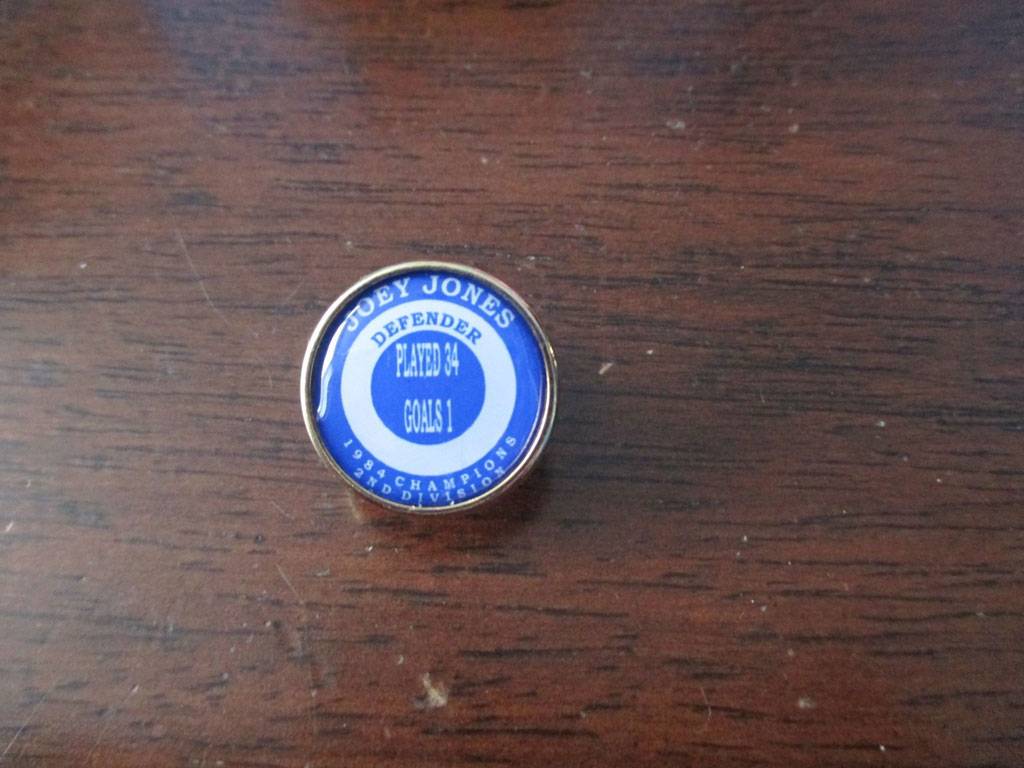 JOEY JONES
DEFENDER
PLAYED 34
GOALS 1
1984 CHAMPIONS
2ND DIVISION